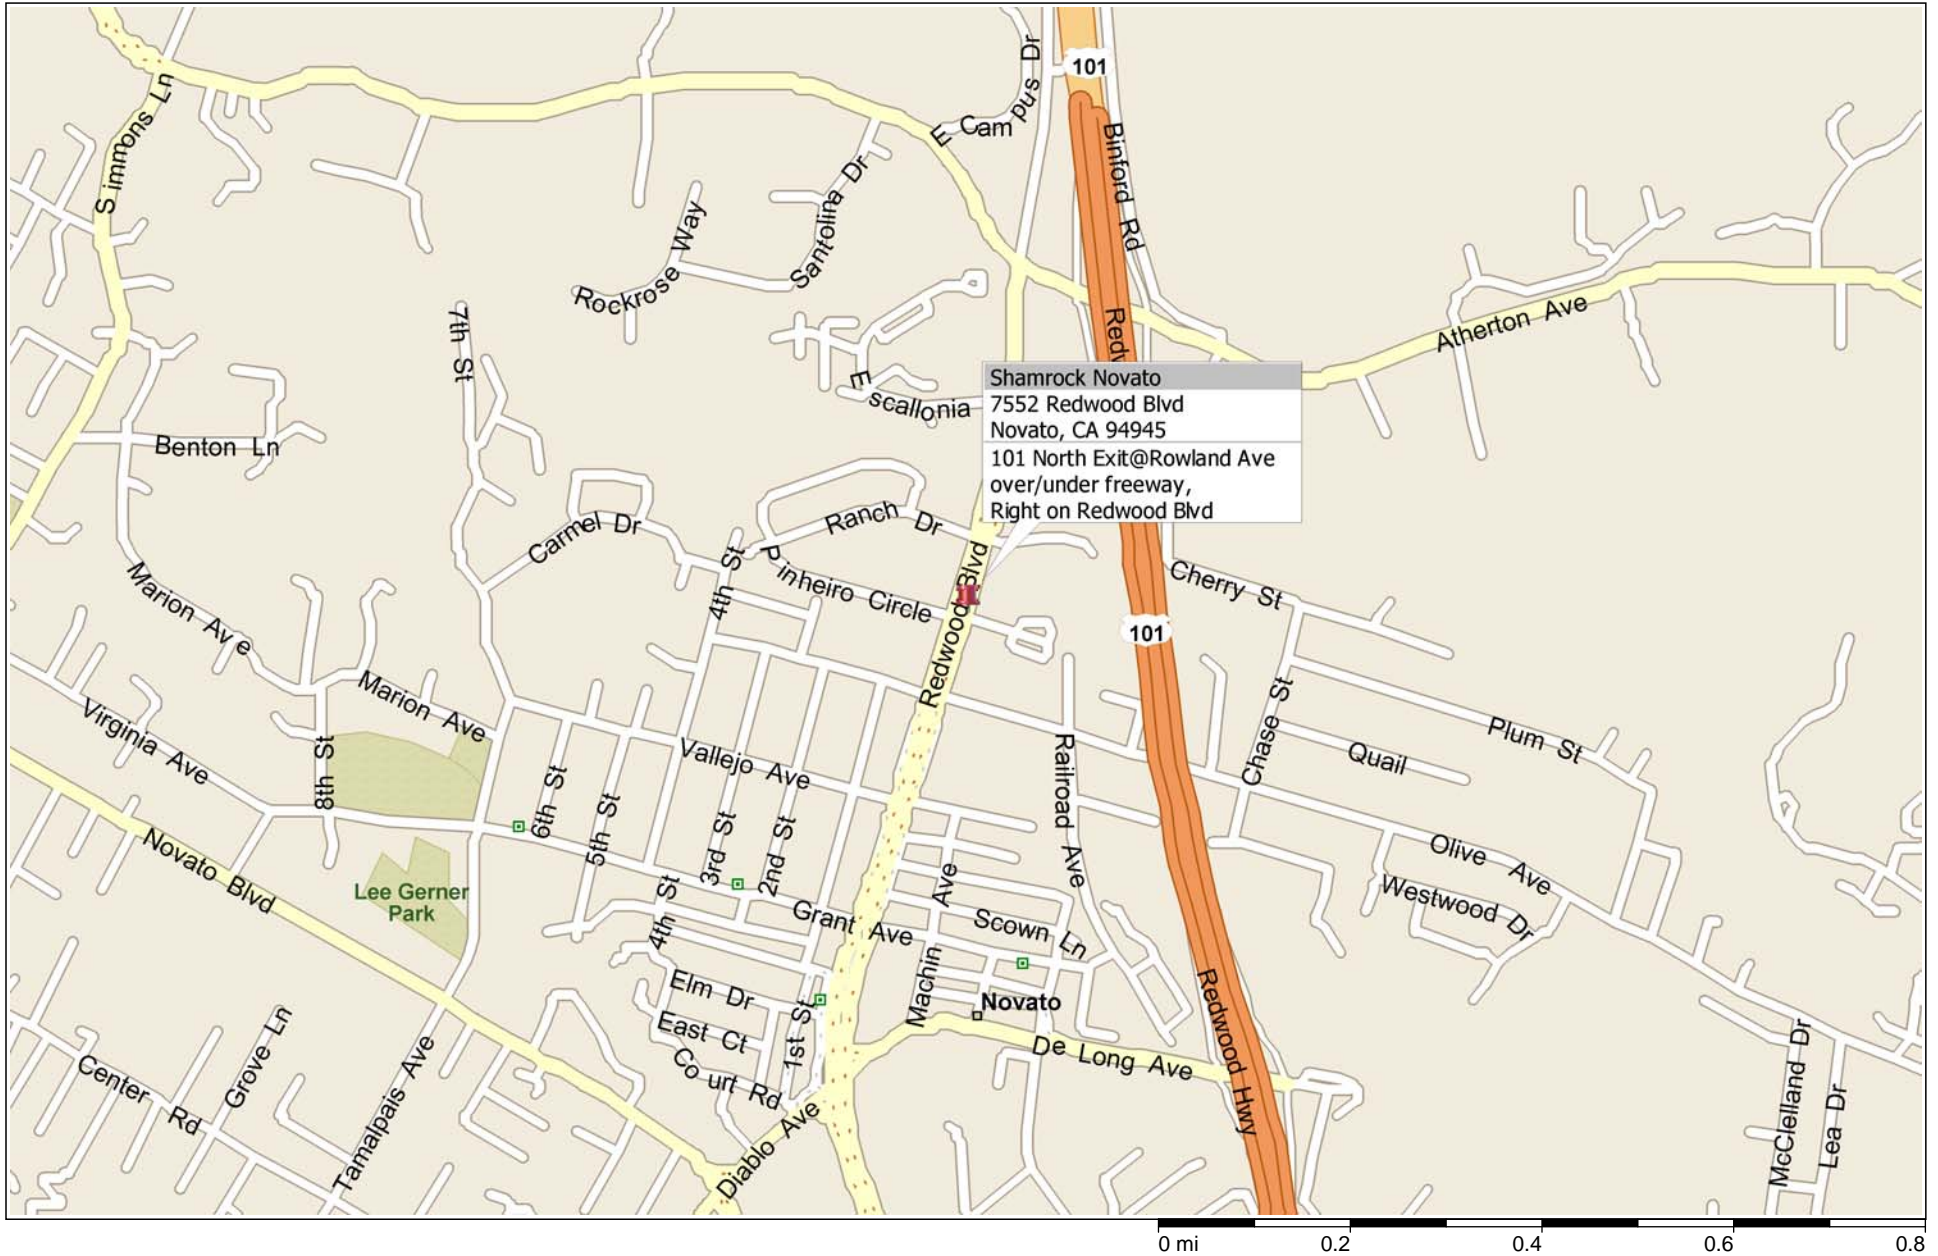 101
E Campus Dr
Simmons Ln
Binford Rd
Santolina Dr
Rockrose Way
7th St
Redw
Atherton Ave
Escallonia
Shamrock Novato
7552 Redwood Blvd
Novato, CA 94945
101 North Exit@Rowland Ave
over/under freeway,
Right on Redwood Blvd
Benton Ln
Carmel Dr
Ranch Dr
4th St
Pinheiro Circle
Redwood Blvd
Cherry St
101
Marion Ave
Marion Ave
Virginia Ave
8th St
Vallejo Ave
Railroad Ave
Chase St
Quail
Plum St
6th St
5th St
3rd St
2nd St
Novato Blvd
Lee Gerner
Park
4th St
Grant Ave
Machin Ave
Scown Ln
Olive Ave
Westwood Dr
Elm Dr
East Ct
Court Rd
1st St
Novato
De Long Ave
Redwood Hwy
Center Rd
Grove Ln
Tamalpais Ave
Diablo Ave
McClelland Dr
Lea Dr
0 mi 0.2 0.4 0.6 0.8